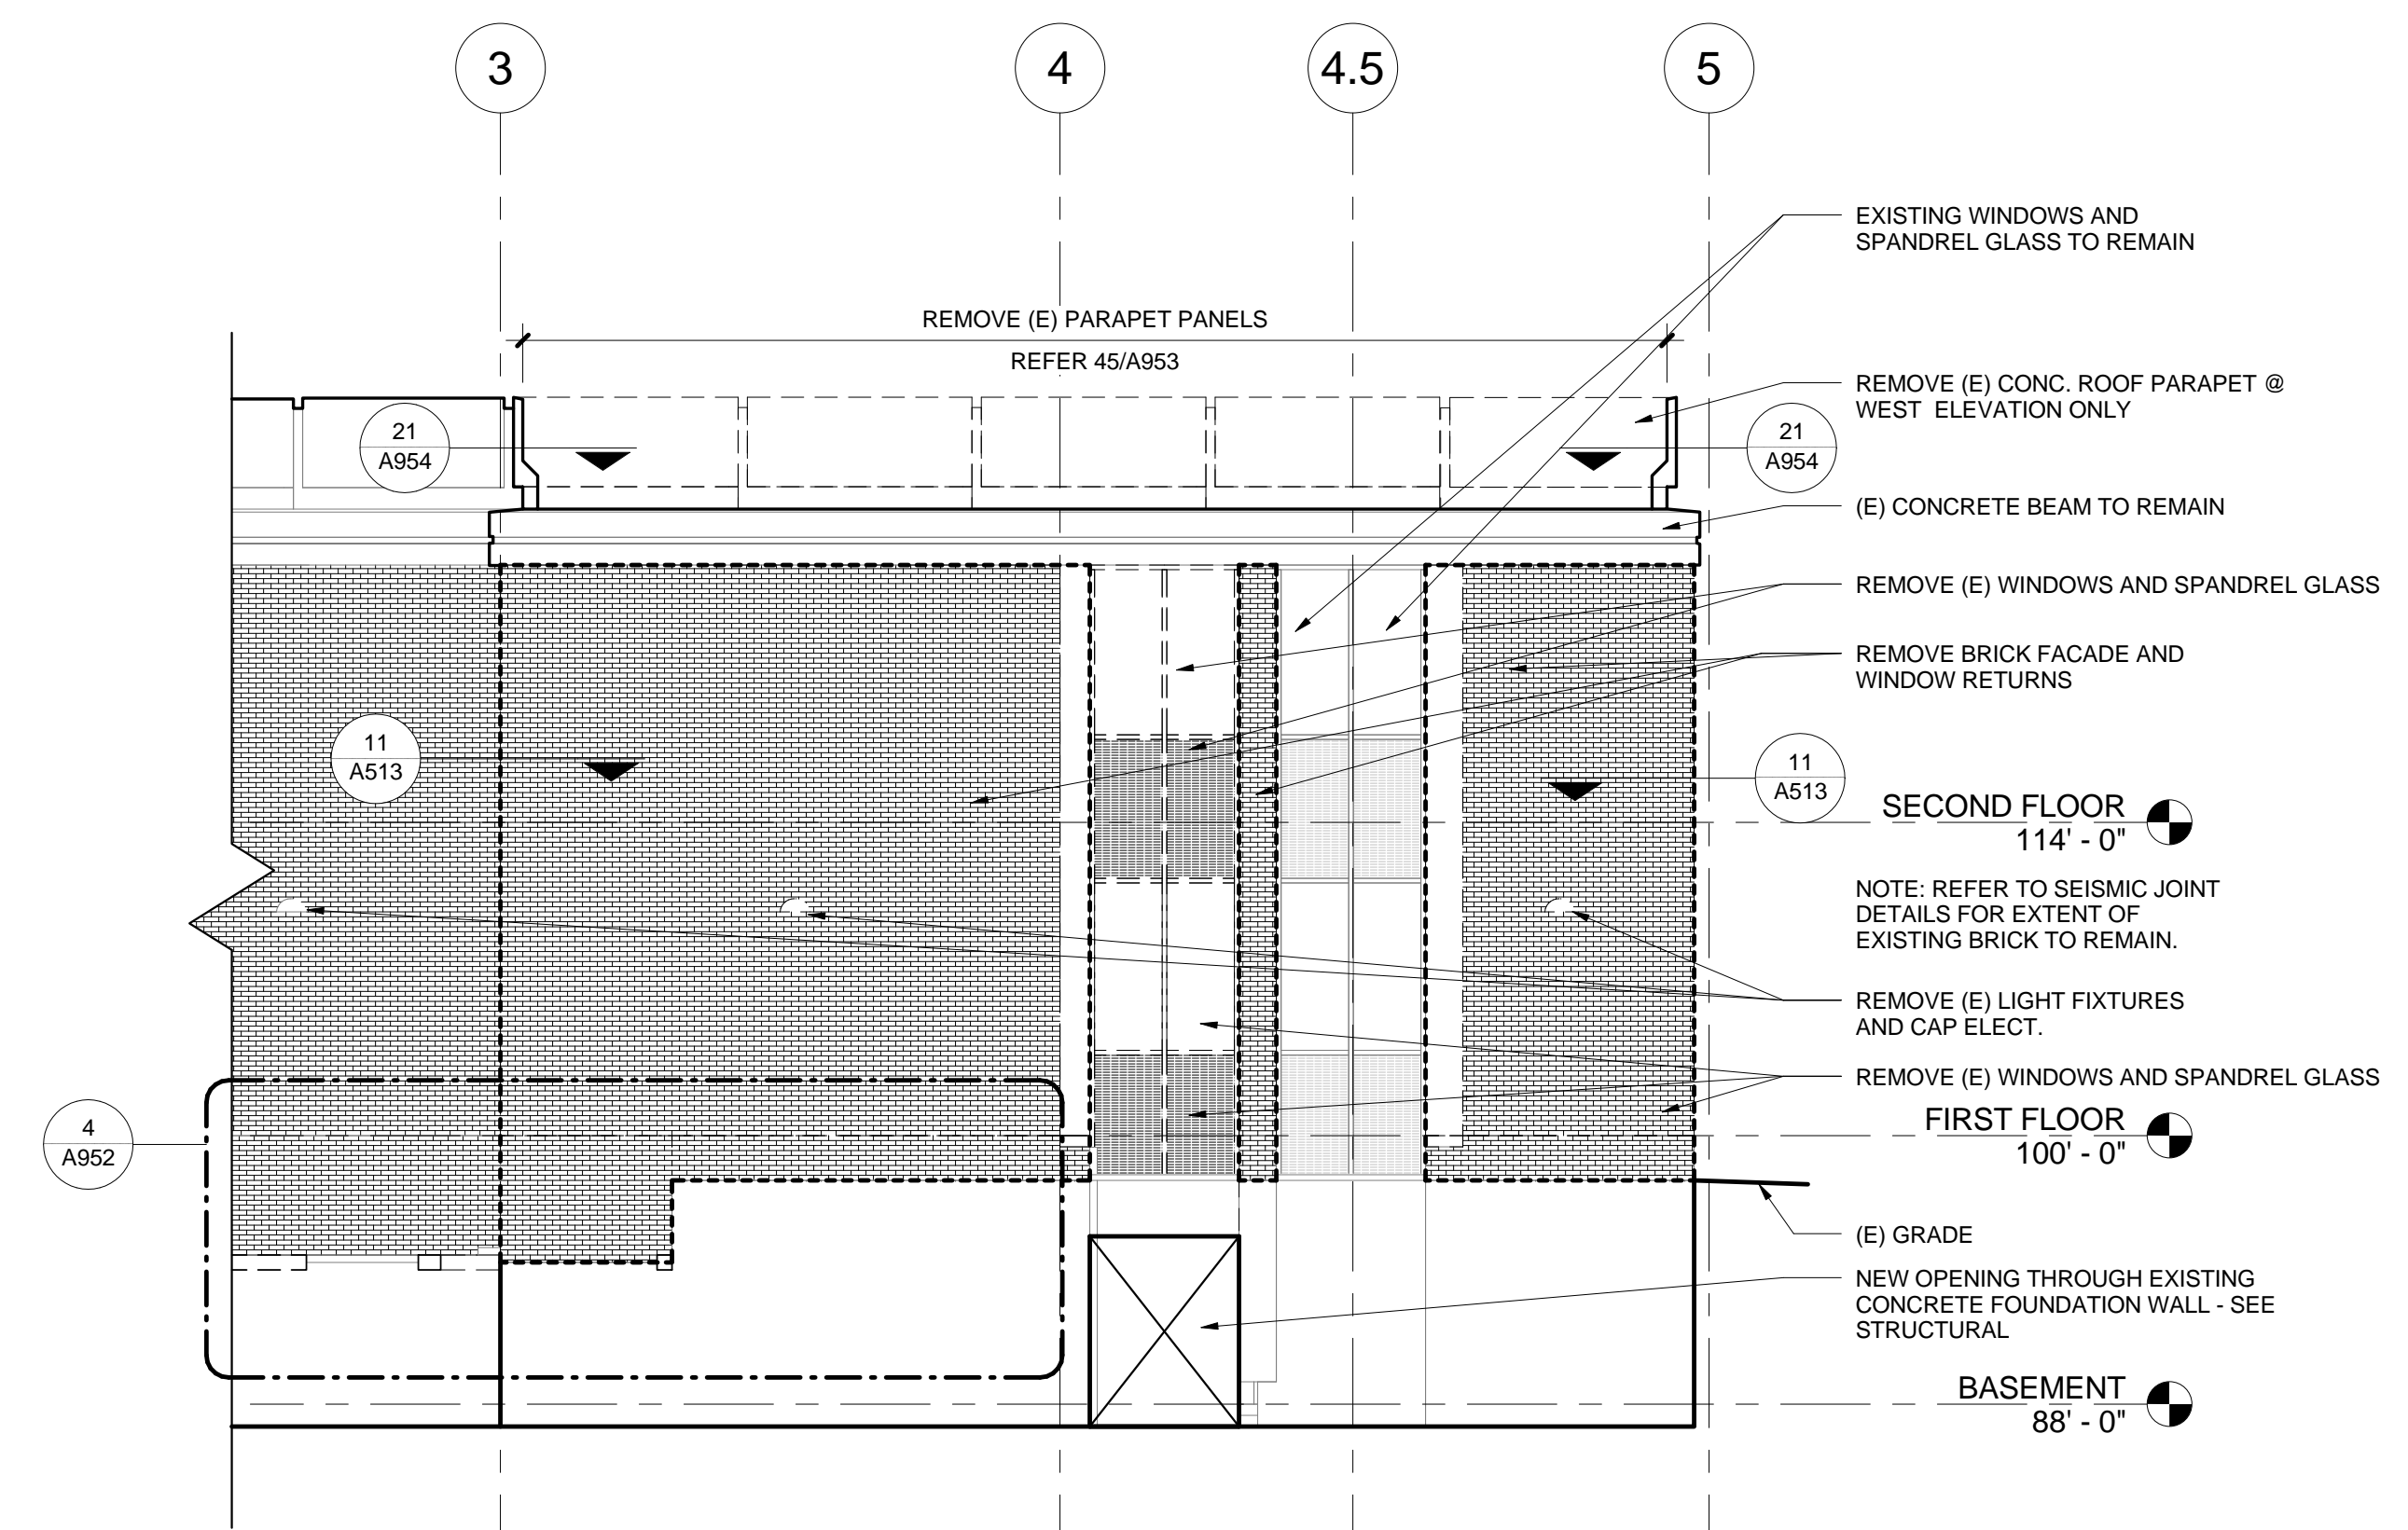 3
4
4.5
5
EXISTING WINDOWS AND
SPANDREL GLASS TO REMAIN
REMOVE (E) PARAPET PANELS
REFER 45/A953
REMOVE (E) CONC. ROOF PARAPET @
WEST ELEVATION ONLY
21
A954
21
A954
(E) CONCRETE BEAM TO REMAIN
REMOVE (E) WINDOWS AND SPANDREL GLASS
REMOVE BRICK FACADE AND
WINDOW RETURNS
11
A513
11
A513
SECOND FLOOR
114' - 0"
NOTE: REFER TO SEISMIC JOINT
DETAILS FOR EXTENT OF
EXISTING BRICK TO REMAIN.
REMOVE (E) LIGHT FIXTURES
AND CAP ELECT.
REMOVE (E) WINDOWS AND SPANDREL GLASS
4
A952
FIRST FLOOR
100' - 0"
(E) GRADE
NEW OPENING THROUGH EXISTING
CONCRETE FOUNDATION WALL - SEE
STRUCTURAL
BASEMENT
88' - 0"